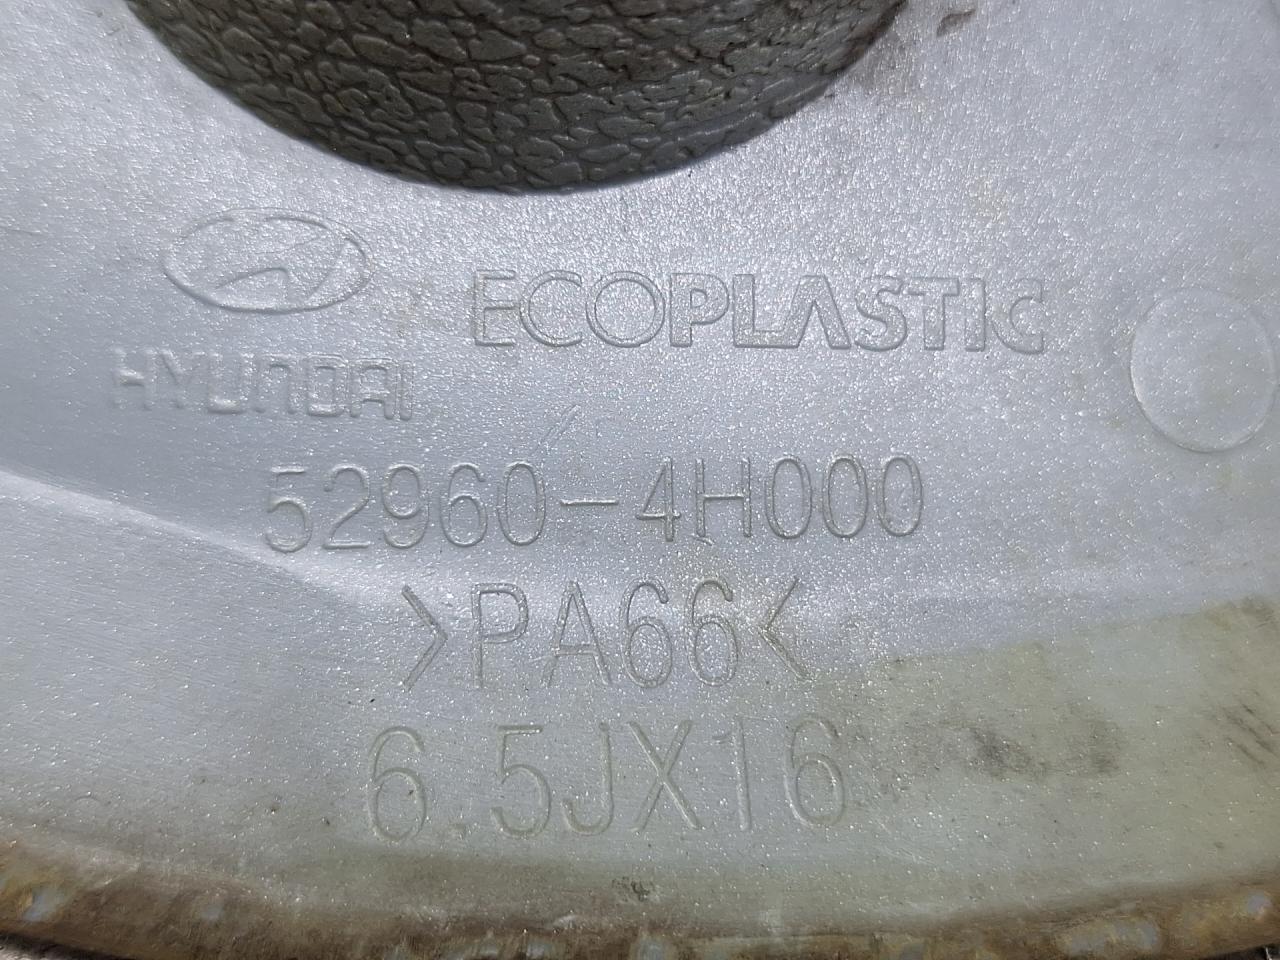 ECOPLASTIC
HYUNDAI
52960-4H000
>PA66<
6.5JX16